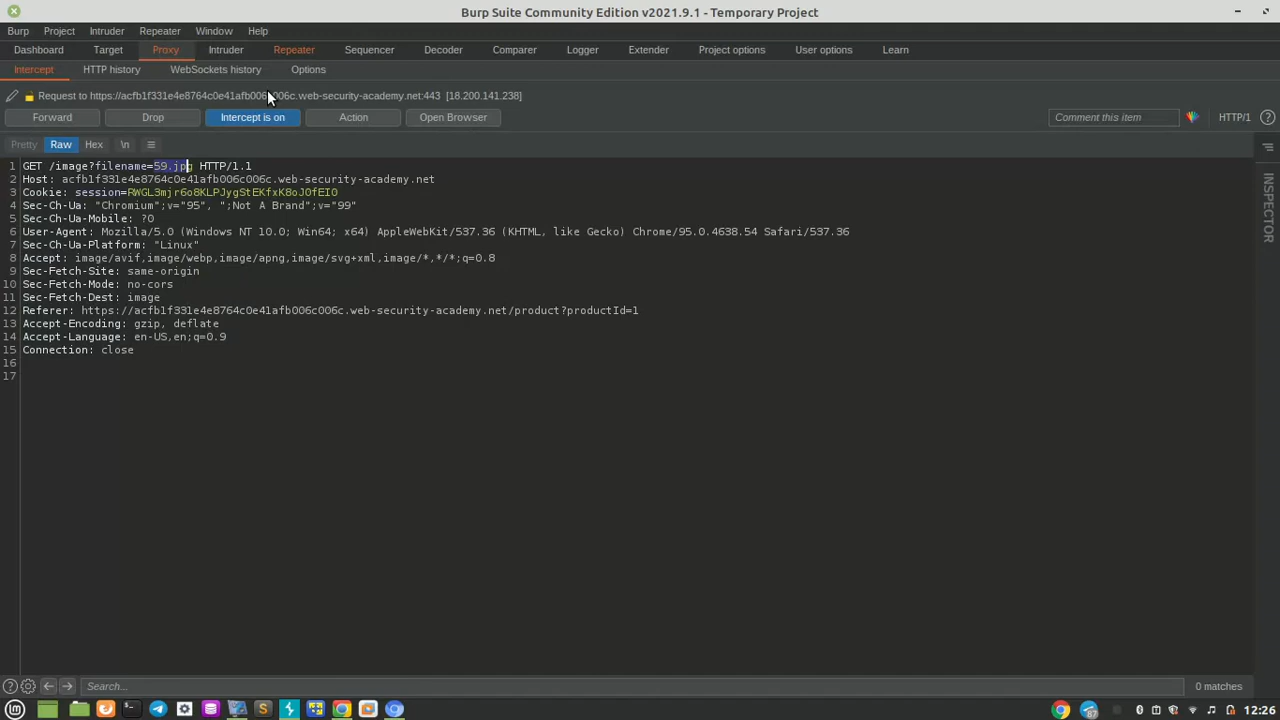 Burp Suite Community Edition v2021.9.1 - Temporary Project
Burp Project Intruder Repeater Window Help
Dashboard Target Proxy Intruder Repeater Sequencer Decoder Comparer Logger Extender Project options User options Learn
Intercept HTTP history WebSockets history Options
Request to https://acfb1f331e4e8764c0e41afb006c006c.web-security-academy.net:443 [18.200.141.238]
Forward Drop Intercept is on Action Open Browser Comment this item HTTP/1
Pretty Raw Hex \n
1 GET /image?filename=59.jpg HTTP/1.1
2 Host: acfb1f331e4e8764c0e41afb006c006c.web-security-academy.net
3 Cookie: session=RWGL3mjr6o8KLPJygStEKfxK8oJOfEI0
4 Sec-Ch-Ua: "Chromium";v="95", ";Not A Brand";v="99"
5 Sec-Ch-Ua-Mobile: ?0
6 User-Agent: Mozilla/5.0 (Windows NT 10.0; Win64; x64) AppleWebKit/537.36 (KHTML, like Gecko) Chrome/95.0.4638.54 Safari/537.36
7 Sec-Ch-Ua-Platform: "Linux"
8 Accept: image/avif,image/webp,image/apng,image/svg+xml,image/*,*/*;q=0.8
9 Sec-Fetch-Site: same-origin
10 Sec-Fetch-Mode: no-cors
11 Sec-Fetch-Dest: image
12 Referer: https://acfb1f331e4e8764c0e41afb006c006c.web-security-academy.net/product?productId=1
13 Accept-Encoding: gzip, deflate
14 Accept-Language: en-US,en;q=0.9
15 Connection: close
16
17
INSPECTOR
Search... 0 matches
87 12:26